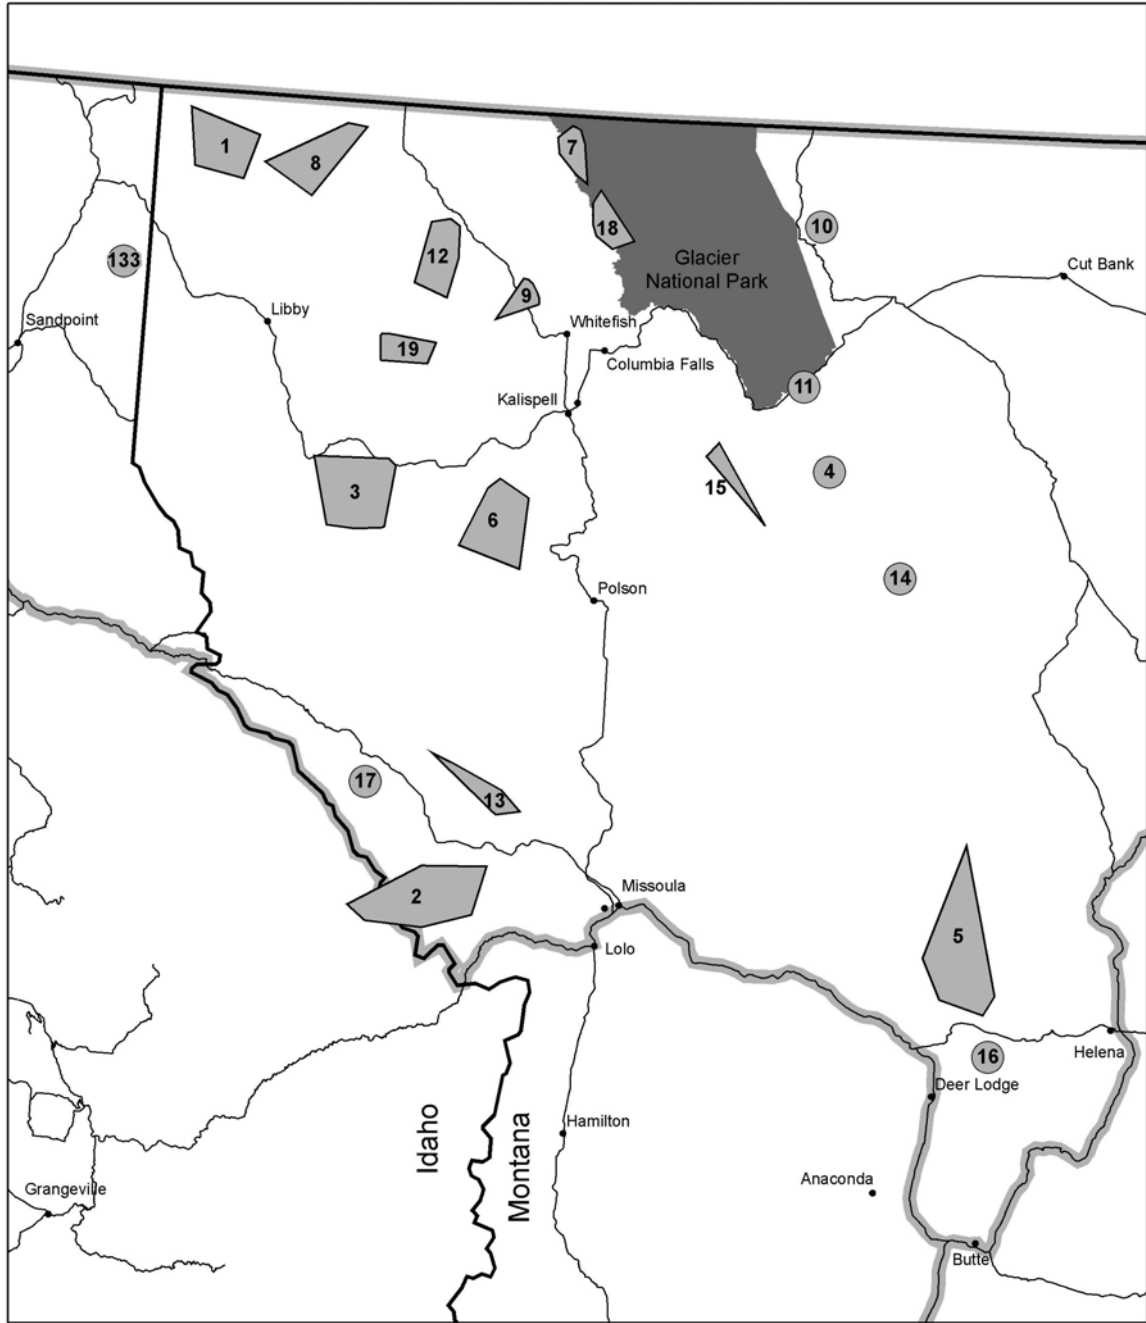 1
8
7
18
10
12
133
Glacier
National Park
Cut Bank
9
Libby
Sandpoint
Whitefish
19
Columbia Falls
11
Kalispell
4
15
3
6
14
Polson
17
13
2
Missoula
5
Lolo
Helena
16
Deer Lodge
Idaho
Montana
Hamilton
Anaconda
Grangeville
Butte